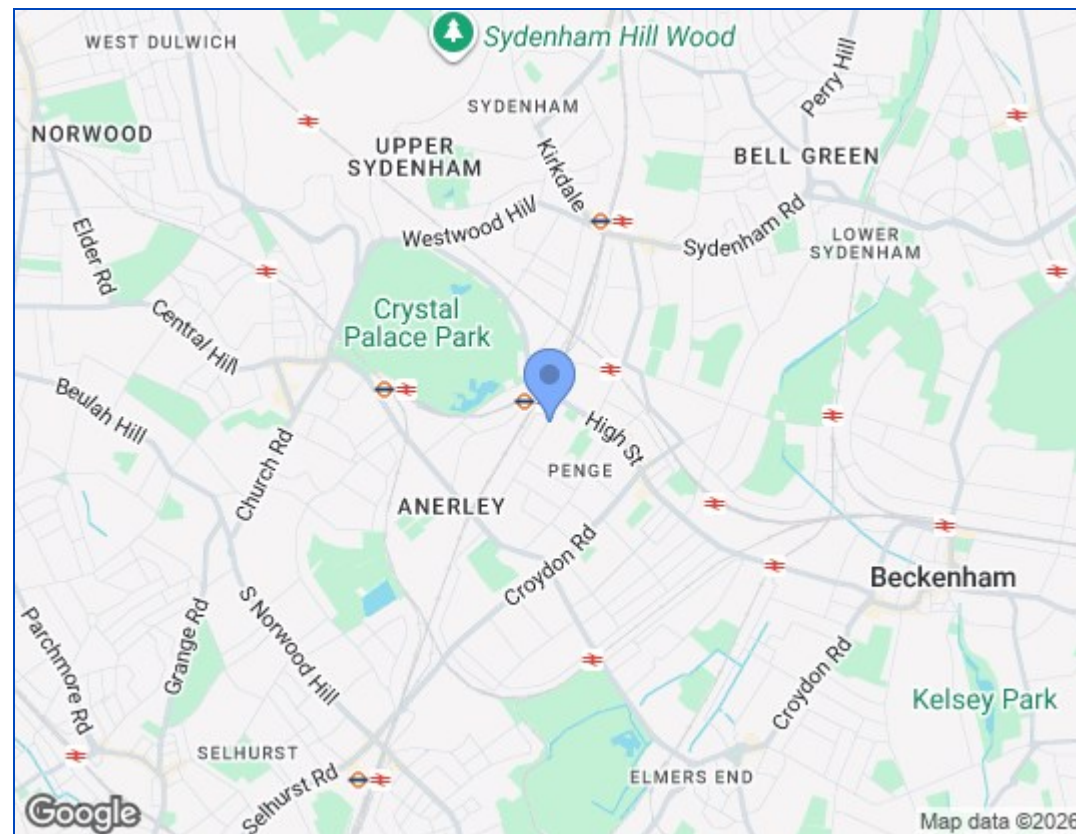 WEST DULWICH
Sydenham Hill Wood
Perry Hill
SYDENHAM
NORWOOD
UPPER
SYDENHAM
Kirkdale
BELL GREEN
Westwood Hill
Sydenham Rd
LOWER
SYDENHAM
Elder Rd
Central Hill
Crystal
Palace Park
Beulah Hill
Church Rd
High St
PENGE
ANERLEY
Croydon Rd
Beckenham
S Norwood Hill
Grange Rd
Parchmore Rd
Croydon Rd
Kelsey Park
SELHURST
Selhurst Rd
ELMERS END
Google
Map data ©2026